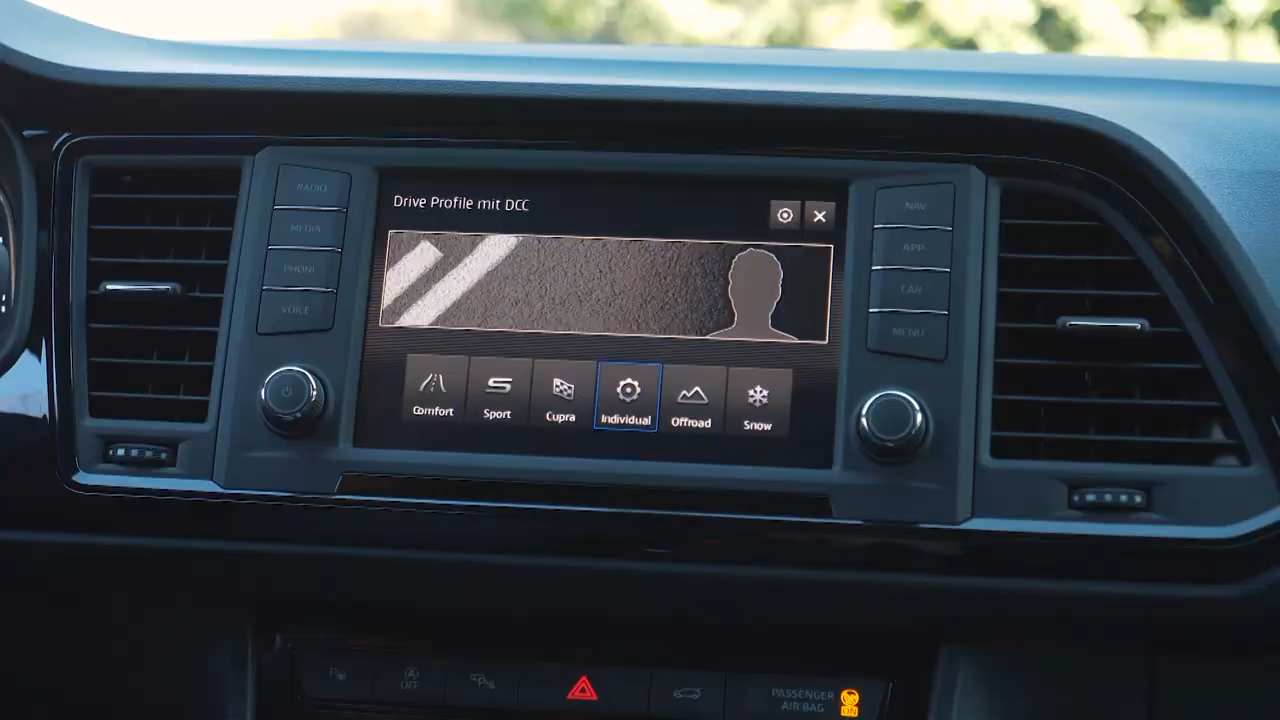 RADIO
MEDIA
PHONE
VOICE
Drive Profile mit DCC
Comfort
Sport
Cupra
Individual
Offroad
Snow
NAV
APP
CAR
MENU
OFF
PASSENGER
AIR BAG
ON